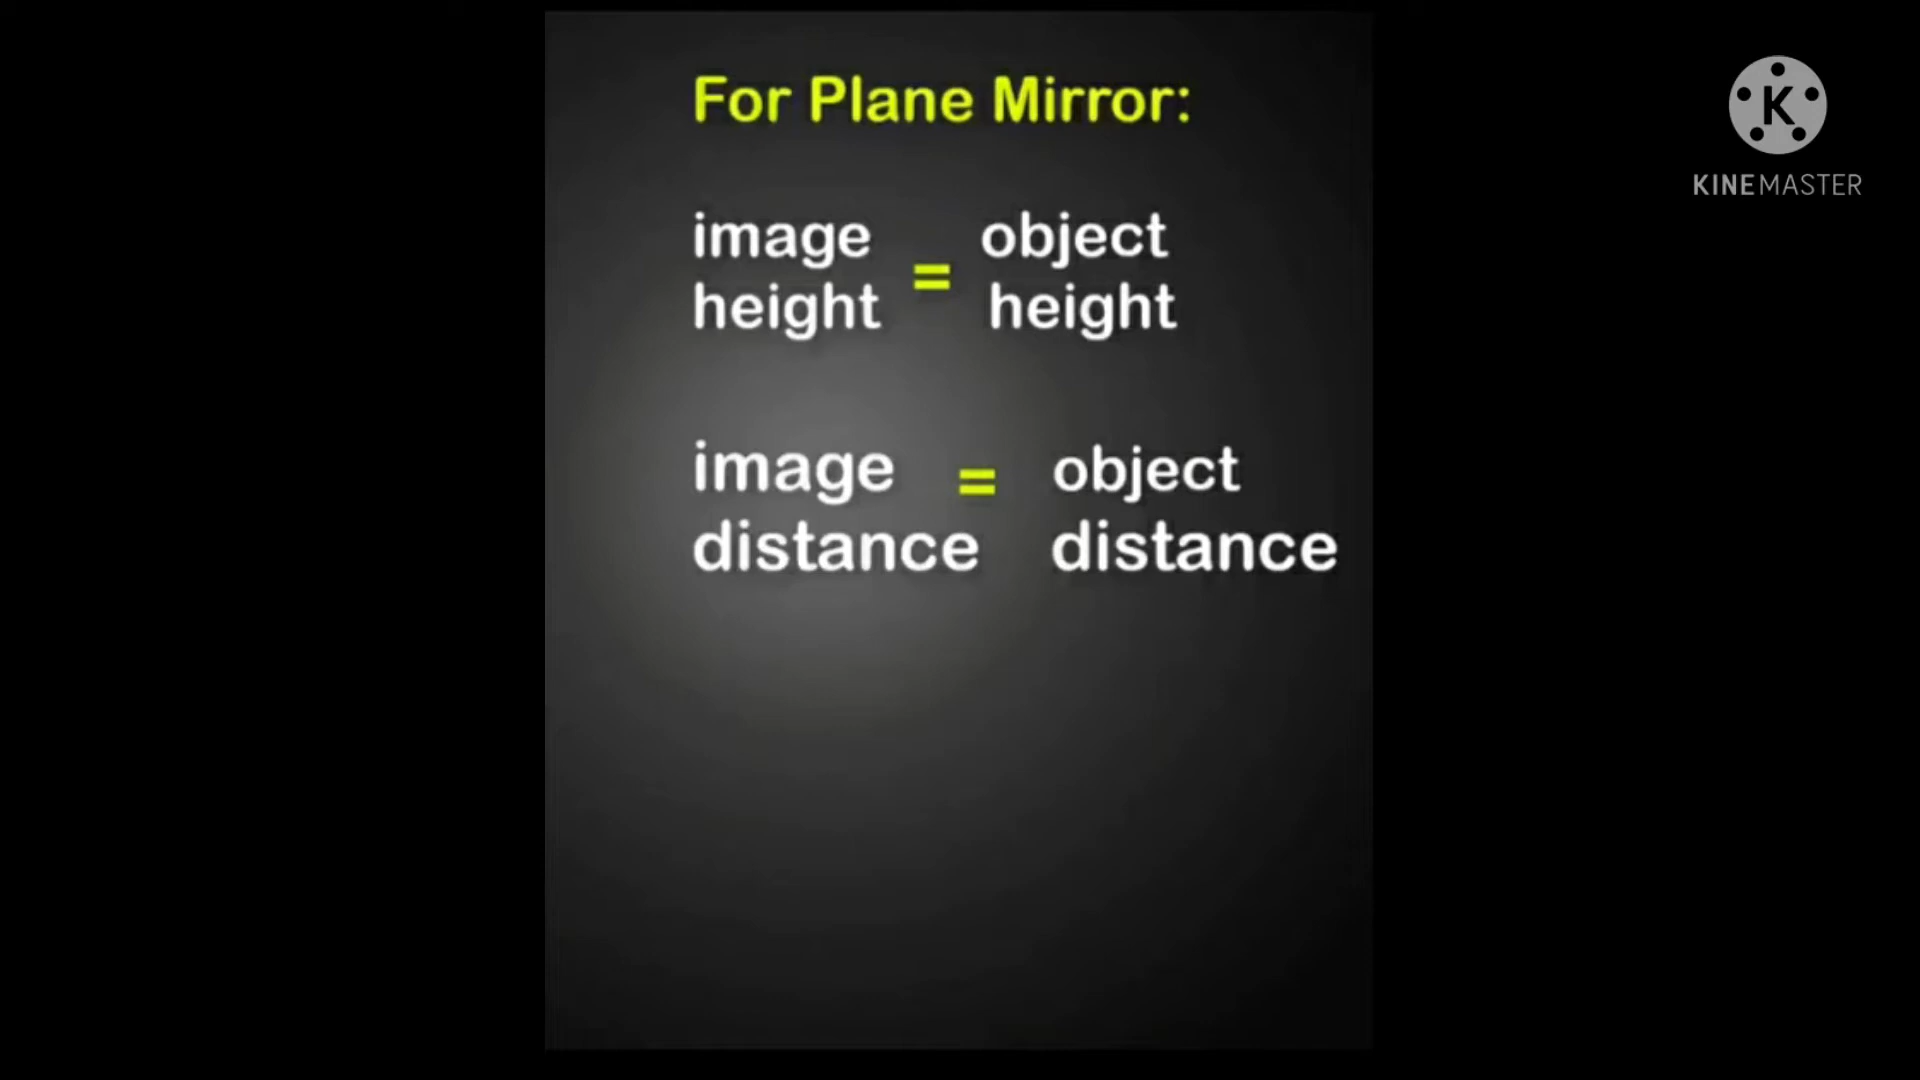 For Plane Mirror:
image = object
height height
image = object
distance distance
K
KINEMASTER